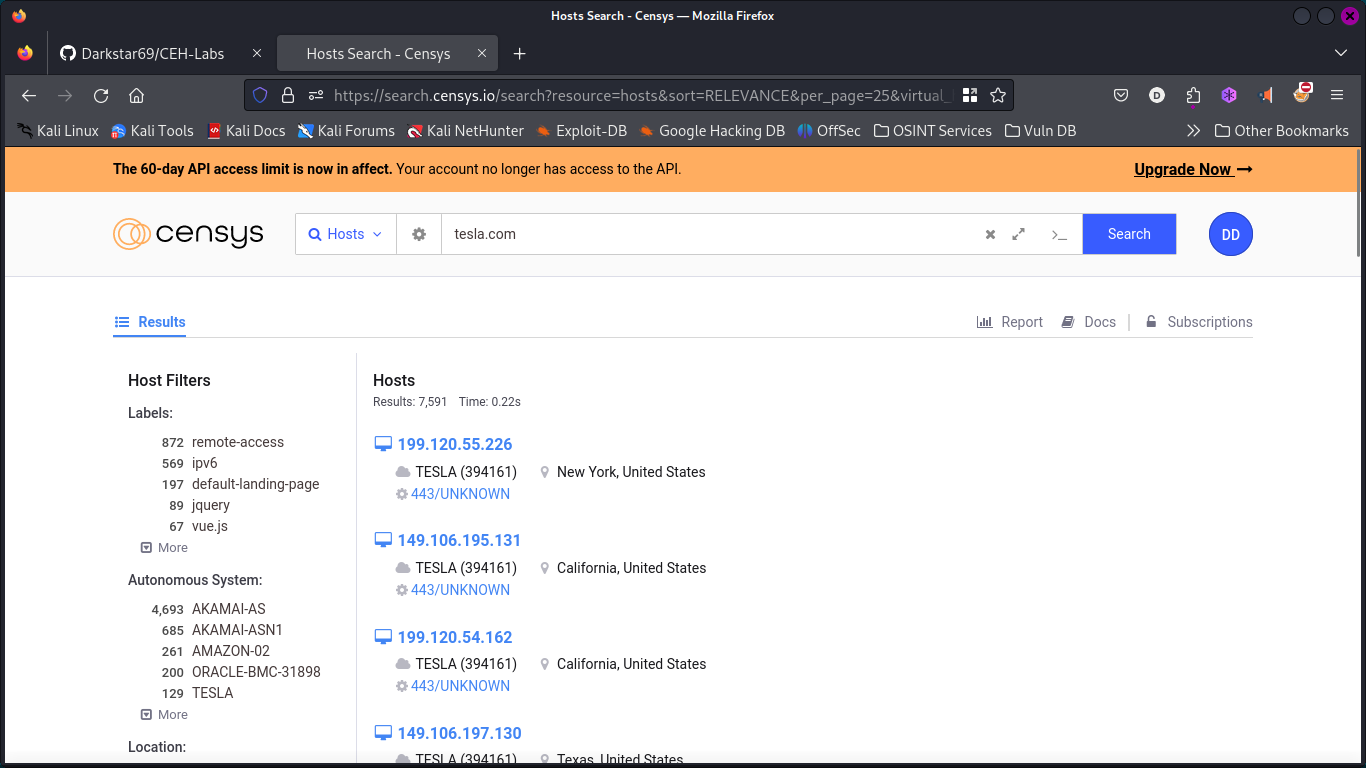 Hosts Search - Censys — Mozilla Firefox
Darkstar69/CEH-Labs
Hosts Search - Censys
https://search.censys.io/search?resource=hosts&sort=RELEVANCE&per_page=25&virtual_
Kali Linux
Kali Tools
Kali Docs
Kali Forums
Kali NetHunter
Exploit-DB
Google Hacking DB
OffSec
OSINT Services
Vuln DB
Other Bookmarks
The 60-day API access limit is now in affect. Your account no longer has access to the API.
Upgrade Now
censys
Hosts
tesla.com
>_
Search
DD
Results
Report
Docs
Subscriptions
Host Filters
Labels:
872 remote-access
569 ipv6
197 default-landing-page
89 jquery
67 vue.js
More
Autonomous System:
4,693 AKAMAI-AS
685 AKAMAI-ASN1
261 AMAZON-02
200 ORACLE-BMC-31898
129 TESLA
More
Location:
Hosts
Results: 7,591 Time: 0.22s
199.120.55.226
TESLA (394161) New York, United States
443/UNKNOWN
149.106.195.131
TESLA (394161) California, United States
443/UNKNOWN
199.120.54.162
TESLA (394161) California, United States
443/UNKNOWN
149.106.197.130
TESLA (394161) Texas, United States